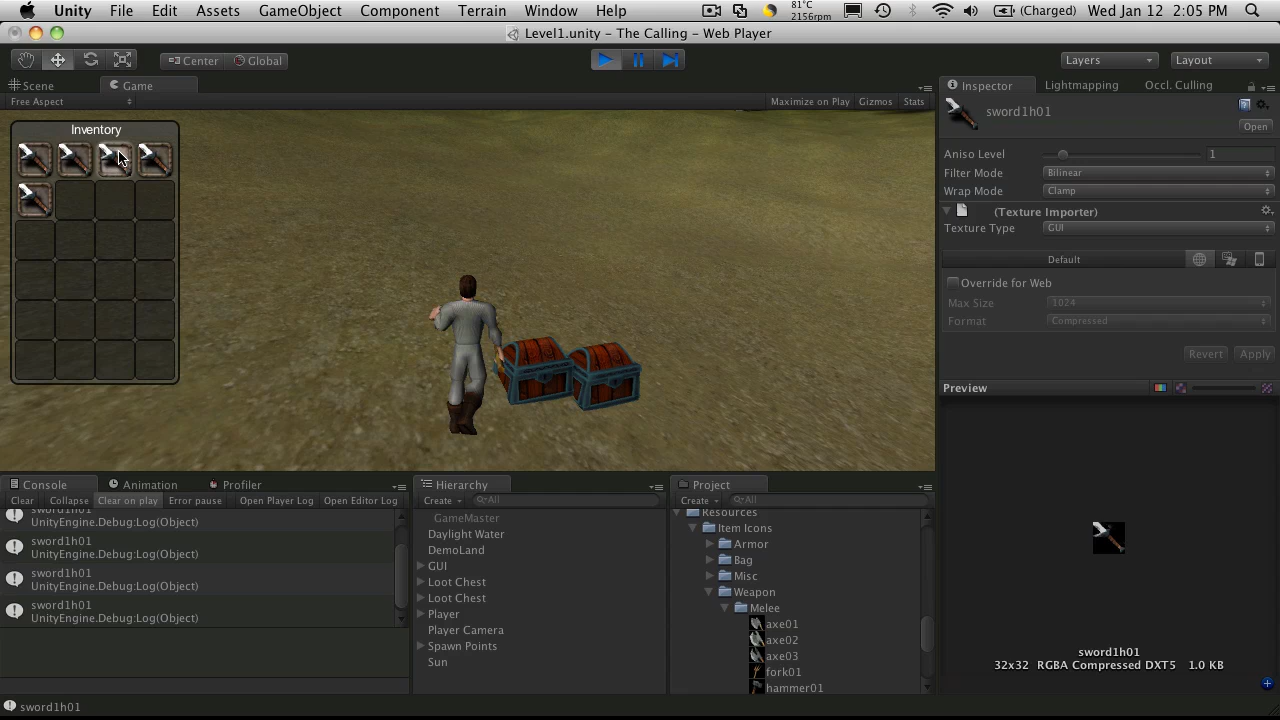 Unity File Edit Assets GameObject Component Terrain Window Help 81°C 2156rpm (Charged) Wed Jan 12 2:05 PM
Level1.unity - The Calling - Web Player
Center Global Layers Layout
Scene Game
Free Aspect Maximize on Play Gizmos Stats
Inventory
Inspector Lightmapping Occl. Culling
sword1h01
Open
Aniso Level 1
Filter Mode Bilinear
Wrap Mode Clamp
(Texture Importer)
Texture Type GUI
Default
Override for Web
Max Size 1024
Format Compressed
Revert Apply
Preview
sword1h01
32x32 RGBA Compressed DXT5 1.0 KB
Console Animation Profiler
Clear Collapse Clear on play Error pause Open Player Log Open Editor Log
sword1h01
UnityEngine.Debug:Log(Object)
sword1h01
UnityEngine.Debug:Log(Object)
sword1h01
UnityEngine.Debug:Log(Object)
sword1h01
UnityEngine.Debug:Log(Object)
Hierarchy
Create All
GameMaster
Daylight Water
DemoLand
GUI
Loot Chest
Loot Chest
Player
Player Camera
Spawn Points
Sun
Project
Create All
Resources
Item Icons
Armor
Bag
Misc
Weapon
Melee
axe01
axe02
axe03
fork01
hammer01
sword1h01